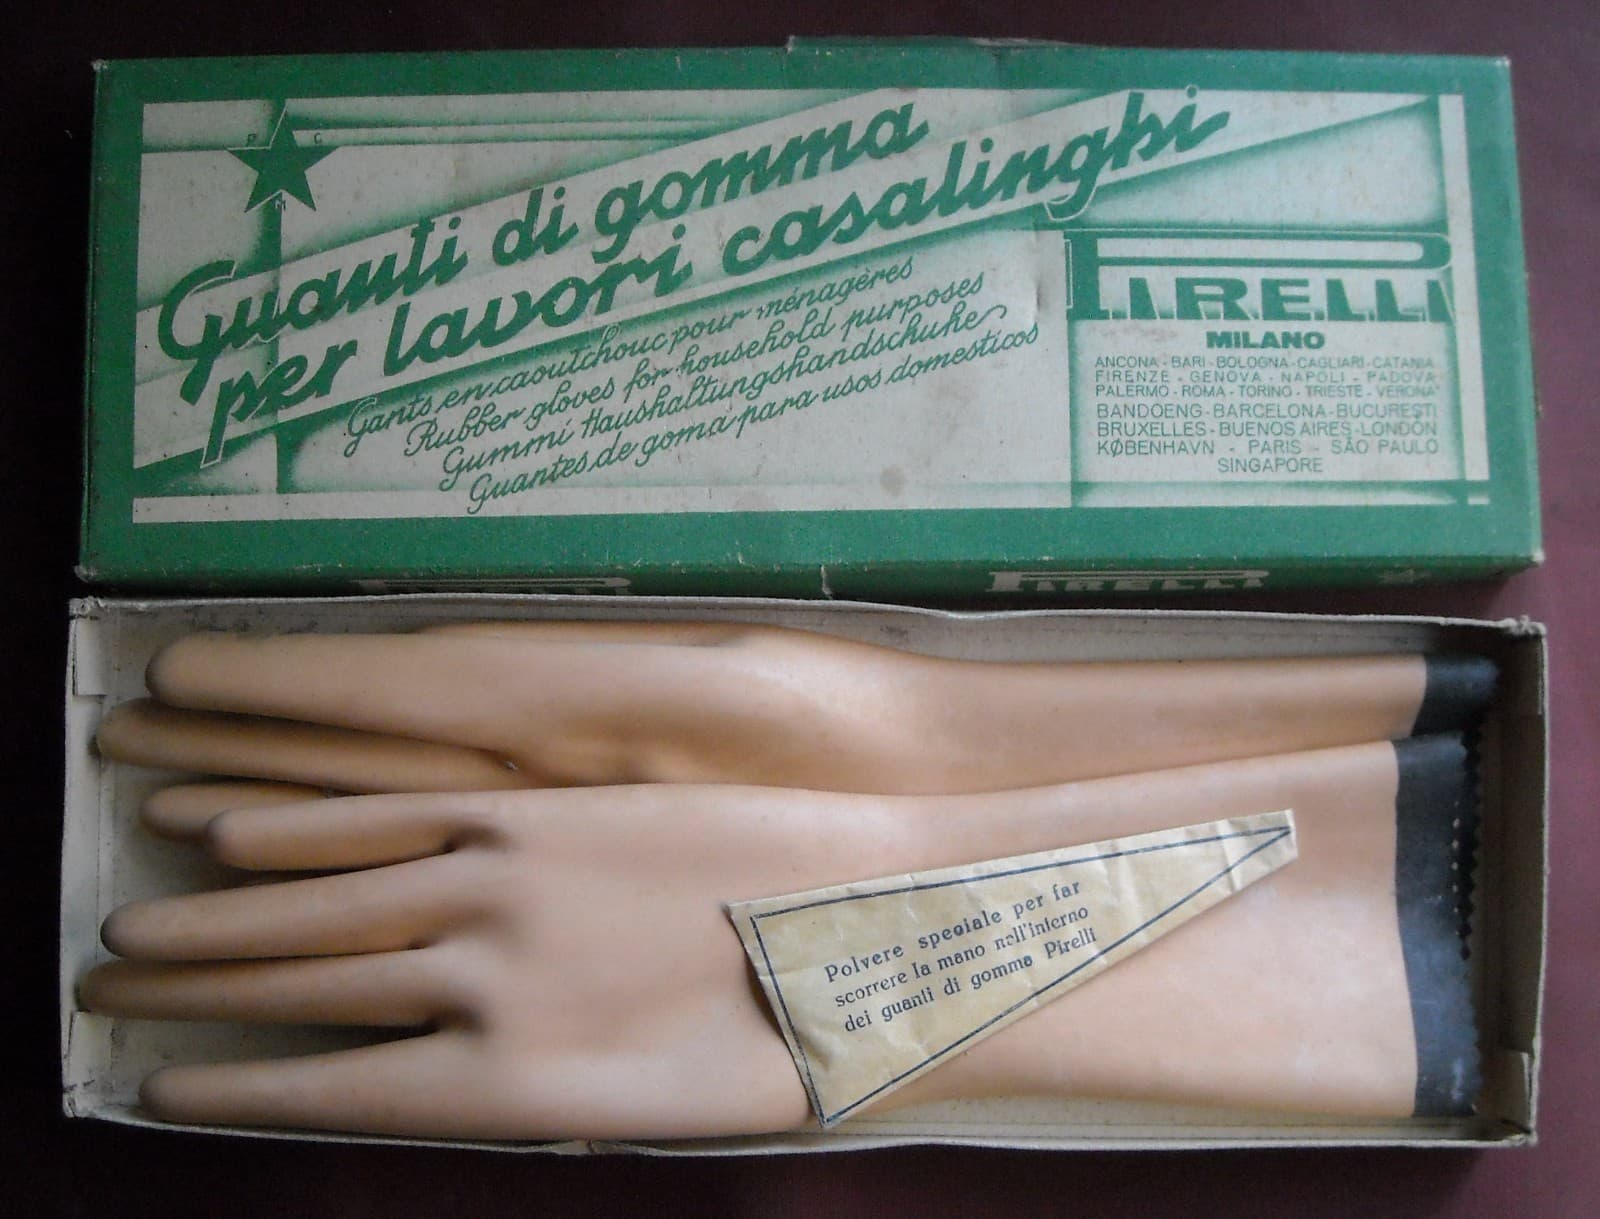 P C
M
Guanti di gomma
per lavori casalinghi
Gants en caoutchouc pour ménagères
Rubber gloves for household purposes
Gummi Haushaltungshandschuhe
Guantes de goma para usos domesticos
PIRELLI
MILANO
ANCONA - BARI - BOLOGNA - CAGLIARI - CATANIA
FIRENZE - GENOVA - NAPOLI - PADOVA
PALERMO - ROMA - TORINO - TRIESTE - VERONA
BANDOENG - BARCELONA - BUCUREȘTI
BRUXELLES - BUENOS AIRES - LONDON
KØBENHAVN - PARIS - SÃO PAULO
SINGAPORE
PIRELLI PIRELLI
Polvere speciale per far
scorrere la mano nell'interno
dei guanti di gomma Pirelli